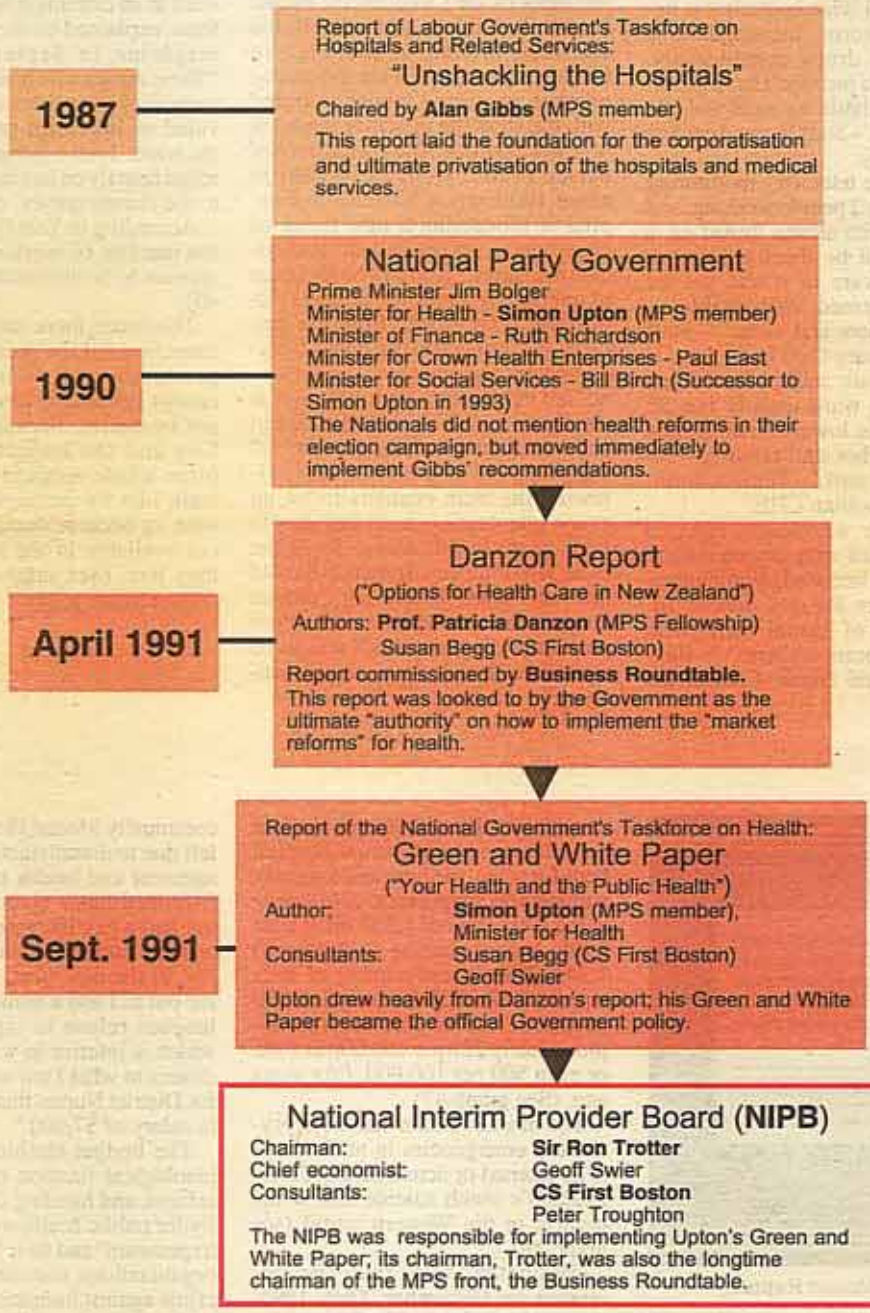 Report of Labour Government's Taskforce on
Hospitals and Related Services:
"Unshackling the Hospitals"
1987
Chaired by Alan Gibbs (MPS member)
This report laid the foundation for the corporatisation
and ultimate privatisation of the hospitals and medical
services.
National Party Government
Prime Minister Jim Bolger
Minister for Health - Simon Upton (MPS member)
Minister of Finance - Ruth Richardson
Minister for Crown Health Enterprises - Paul East
1990
Minister for Social Services - Bill Birch (Successor to
Simon Upton in 1993)
The Nationals did not mention health reforms in their
election campaign, but moved immediately to
implement Gibbs' recommendations.
Danzon Report
("Options for Health Care in New Zealand")
April 1991
Authors: Prof. Patricia Danzon (MPS Fellowship)
Susan Begg (CS First Boston)
Report commissioned by Business Roundtable.
This report was looked to by the Government as the
ultimate "authority" on how to implement the "market
reforms" for health.
Report of the National Government's Taskforce on Health:
Green and White Paper
("Your Health and the Public Health")
Sept. 1991
Author: Simon Upton (MPS member),
Minister for Health
Consultants: Susan Begg (CS First Boston)
Geoff Swier
Upton drew heavily from Danzon's report; his Green and White
Paper became the official Government policy.
National Interim Provider Board (NIPB)
Chairman: Sir Ron Trotter
Chief economist: Geoff Swier
Consultants: CS First Boston
Peter Troughton
The NIPB was responsible for implementing Upton's Green and
White Paper; its chairman, Trotter, was also the longtime
chairman of the MPS front, the Business Roundtable.